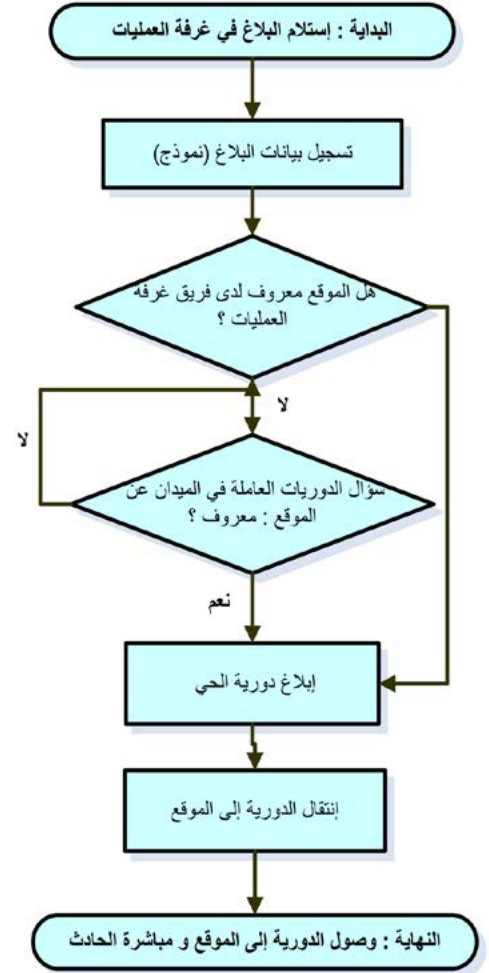 البداية : إستلام البلاغ في غرفة العمليات
تسجيل بيانات البلاغ (نموذج)
هل الموقع معروف لدى فريق غرفه
العمليات ؟
لا
لا
سؤال الدوريات العاملة في الميدان عن
الموقع : معروف ؟
نعم
إبلاغ دورية الحي
إنتقال الدورية إلى الموقع
النهاية : وصول الدورية إلى الموقع و مباشرة الحادث